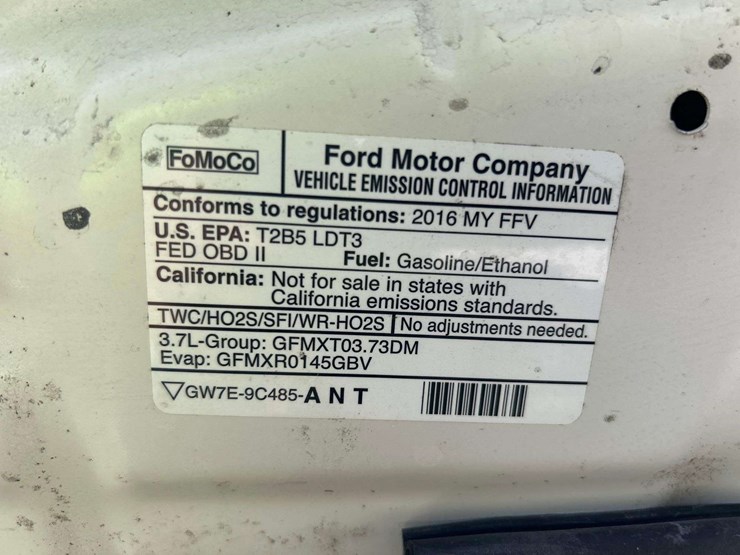 FoMoCo
Ford Motor Company
VEHICLE EMISSION CONTROL INFORMATION
Conforms to regulations: 2016 MY FFV
U.S. EPA: T2B5 LDT3
FED OBD II Fuel: Gasoline/Ethanol
California: Not for sale in states with
California emissions standards.
TWC/HO2S/SFI/WR-HO2S No adjustments needed.
3.7L-Group: GFMXT03.73DM
Evap: GFMXR0145GBV
▽GW7E-9C485-A N T